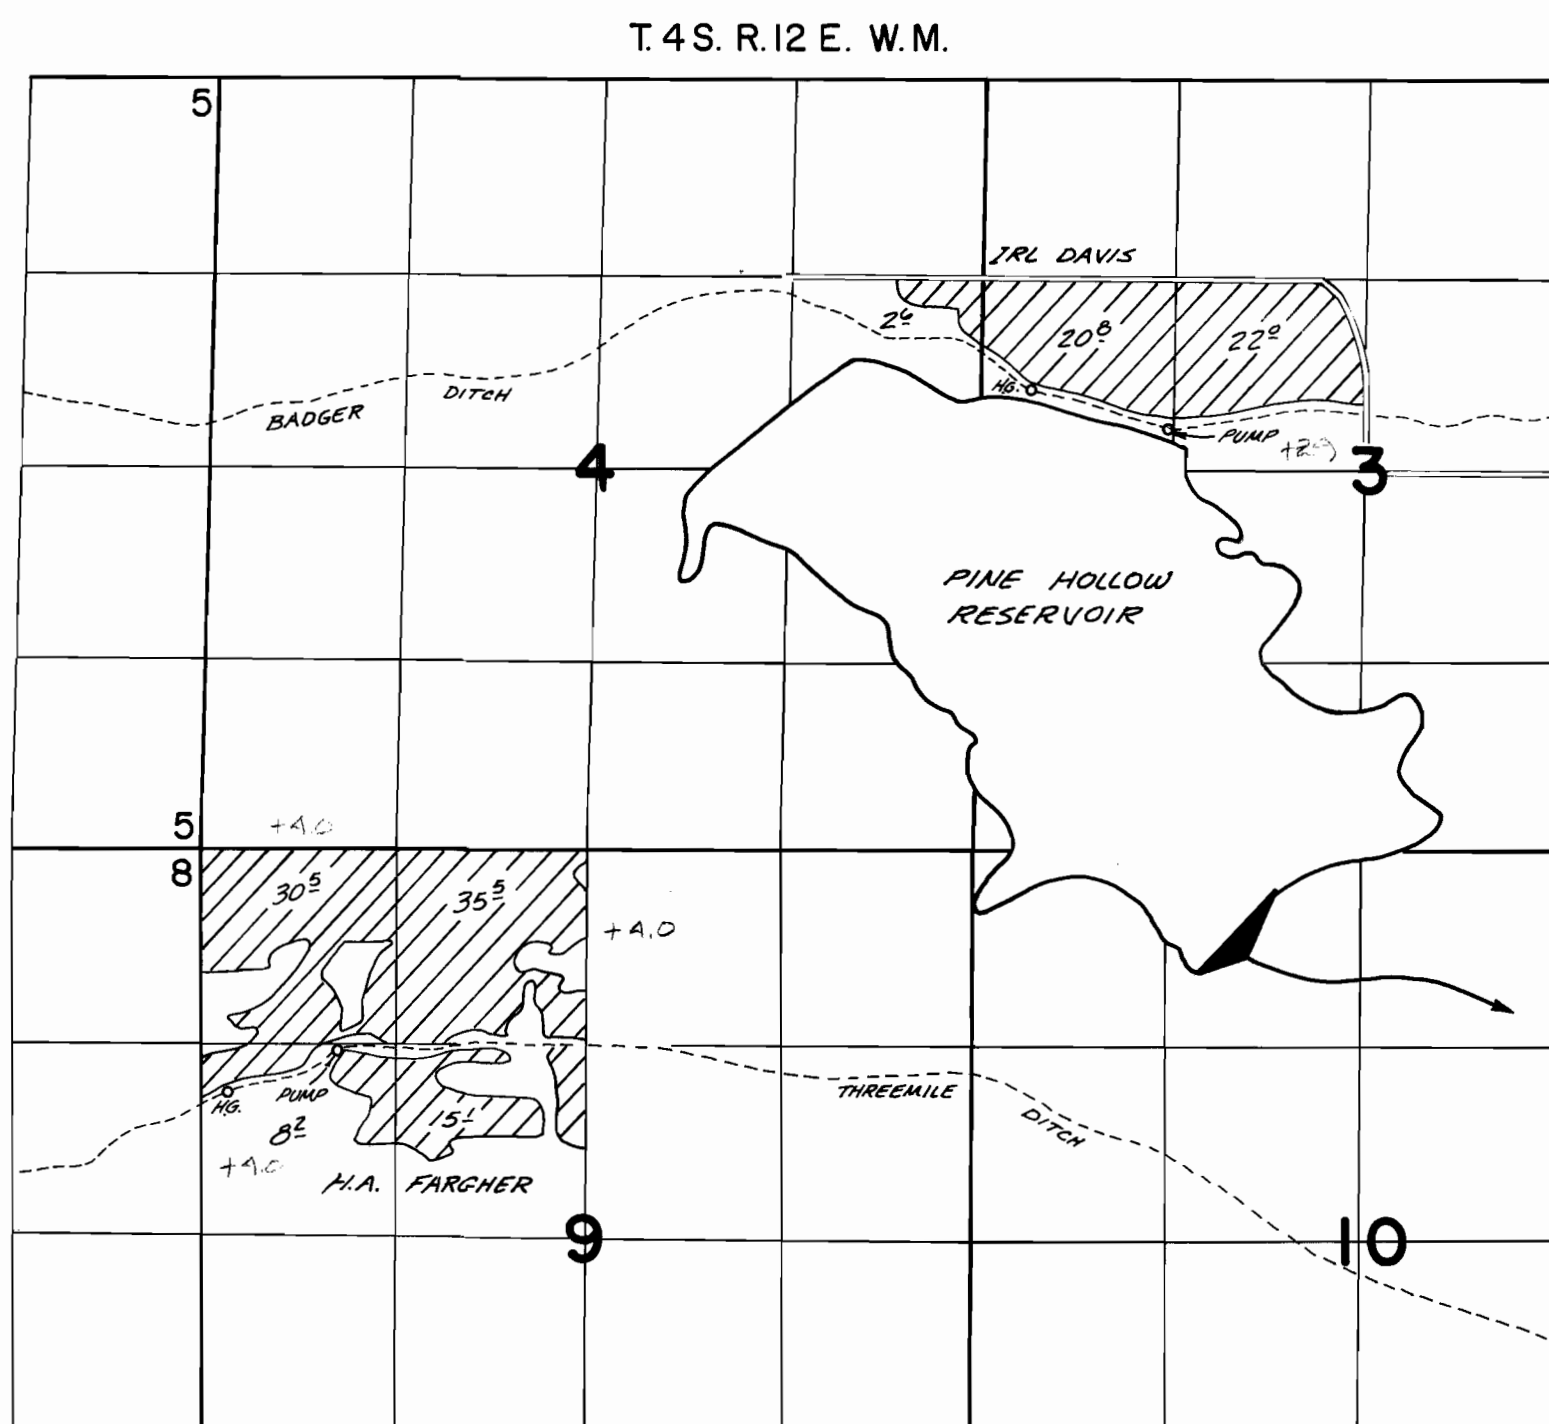 T. 4 S. R. 12 E. W.M.
5
IRL DAVIS
2 6
20 8
22 0
HG.
DITCH
BADGER
PUMP
+2.9
4
3
PINE HOLLOW
RESERVOIR
+4.0
5
8
30 5
35 5
+4.0
THREEMILE
DITCH
PUMP
H.G.
8 2
15 1
+4.0
H.A. FARGHER
9
10